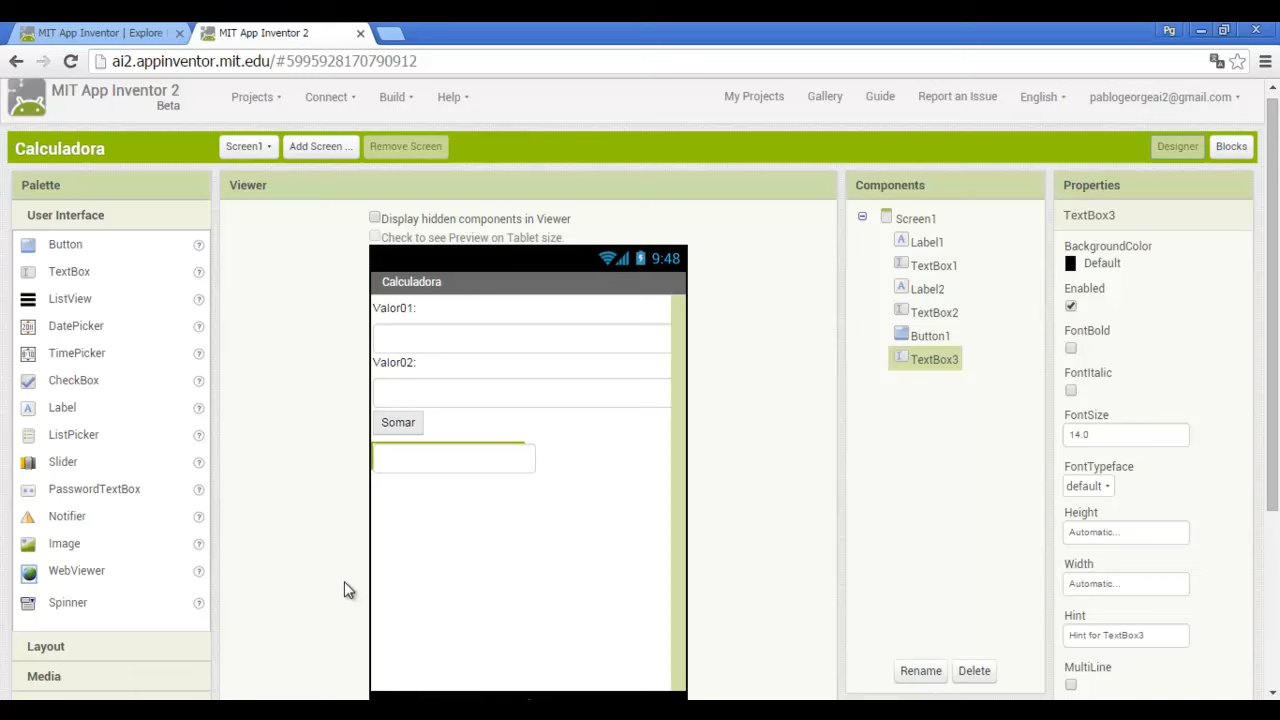 MIT App Inventor | Explore
MIT App Inventor 2
Pg
ai2.appinventor.mit.edu/#5995928170790912
MIT App Inventor 2
Beta
Projects
Connect
Build
Help
My Projects
Gallery
Guide
Report an Issue
English
pablogeorgeai2@gmail.com
Calculadora
Screen1
Add Screen ...
Remove Screen
Designer
Blocks
Palette
User Interface
Button
TextBox
ListView
DatePicker
TimePicker
CheckBox
Label
ListPicker
Slider
PasswordTextBox
Notifier
Image
WebViewer
Spinner
Layout
Media
Viewer
Display hidden components in Viewer
Check to see Preview on Tablet size.
9:48
Calculadora
Valor01:
Valor02:
Somar
Components
Screen1
Label1
TextBox1
Label2
TextBox2
Button1
TextBox3
Rename
Delete
Properties
TextBox3
BackgroundColor
Default
Enabled
FontBold
FontItalic
FontSize
14.0
FontTypeface
default
Height
Automatic...
Width
Automatic...
Hint
Hint for TextBox3
MultiLine